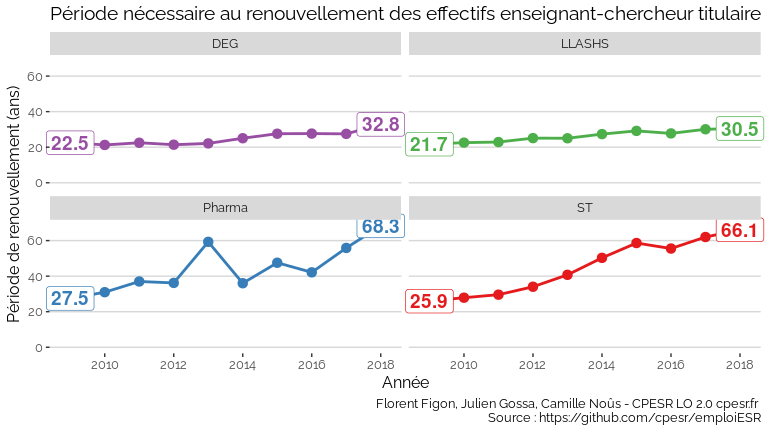 Période nécessaire au renouvellement des effectifs enseignant-chercheur titulaire
DEG
LLASHS
Période de renouvellement (ans)
60
40
20
0
22.5
32.8
21.7
30.5
Pharma
ST
60
40
20
0
27.5
68.3
25.9
66.1
2010 2012 2014 2016 2018
2010 2012 2014 2016 2018
Année
Florent Figon, Julien Gossa, Camille Noûs - CPESR LO 2.0 cpesr.fr
Source : https://github.com/cpesr/emploiESR